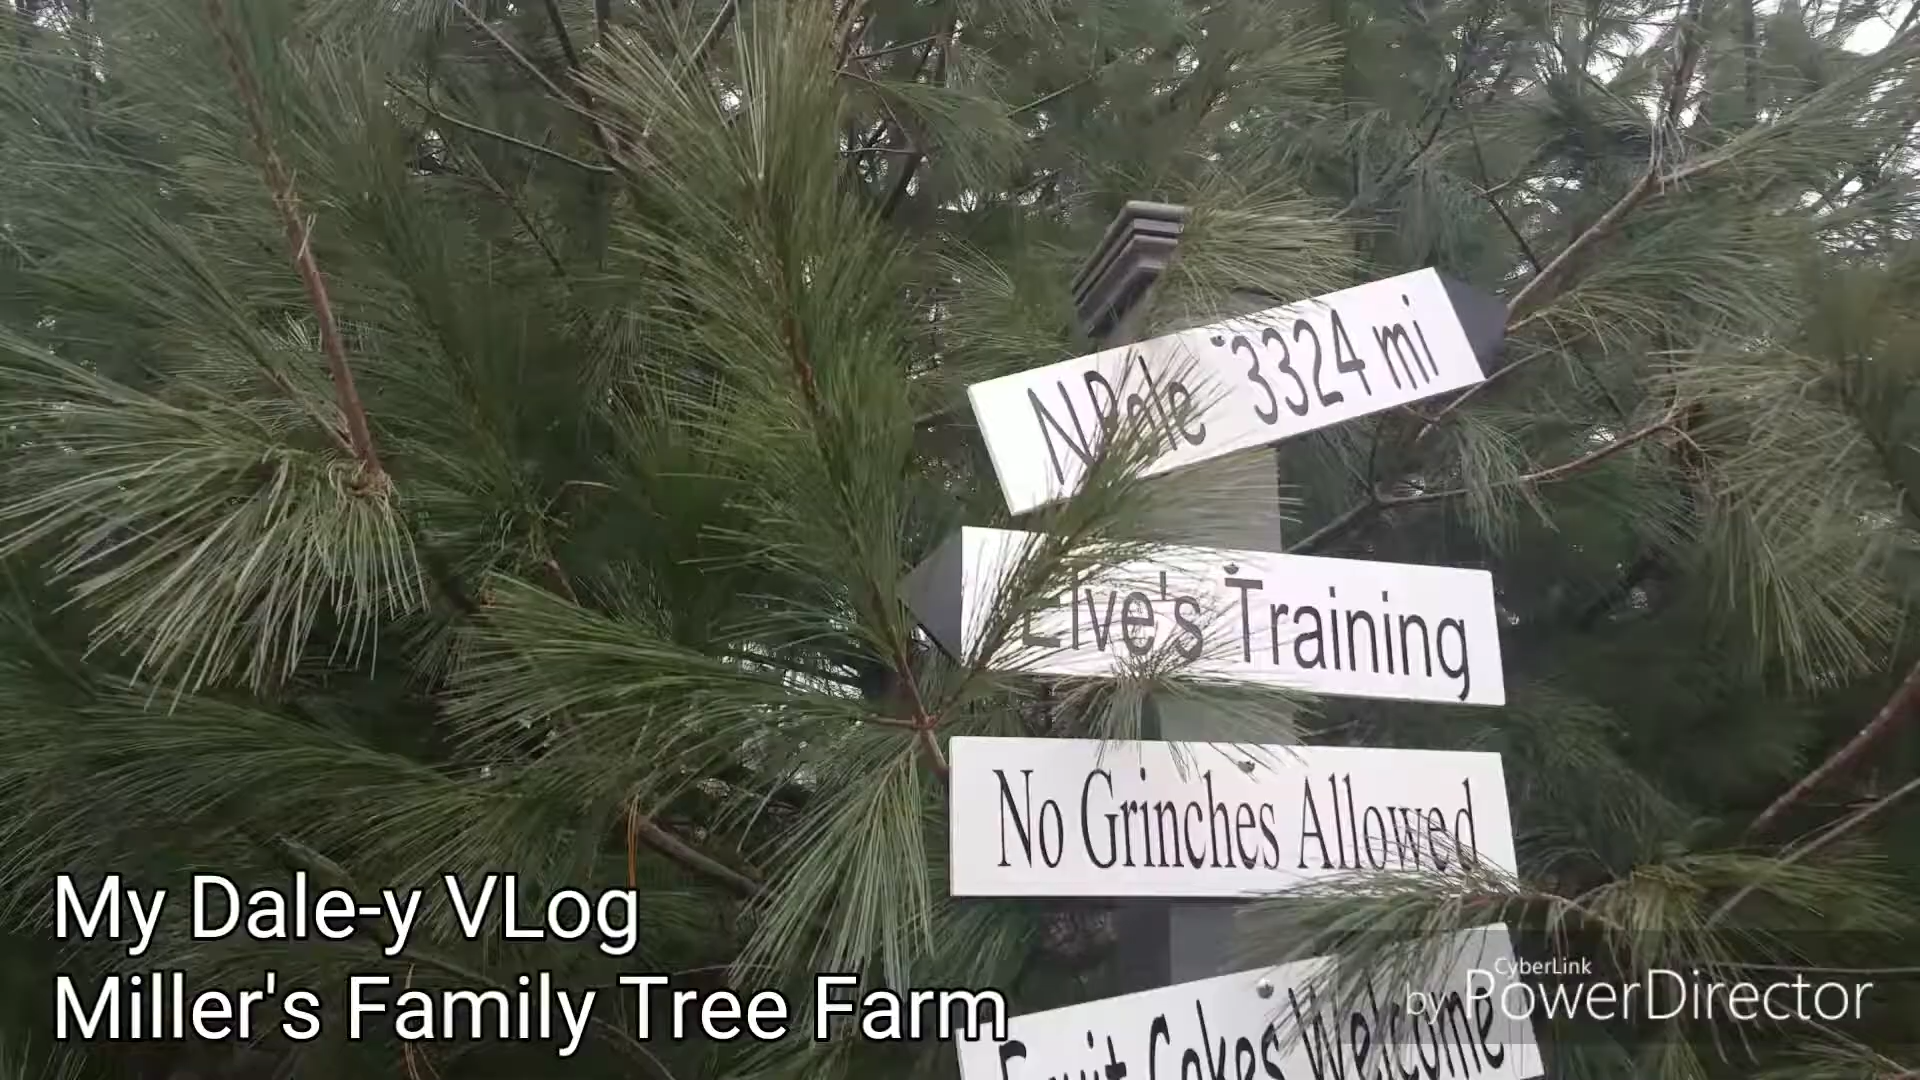 N.Pole 3324 mi
Elve's Training
No Grinches Allowed
Fruit Cakes Welcome
My Dale-y VLog
Miller's Family Tree Farm
CyberLink
by PowerDirector